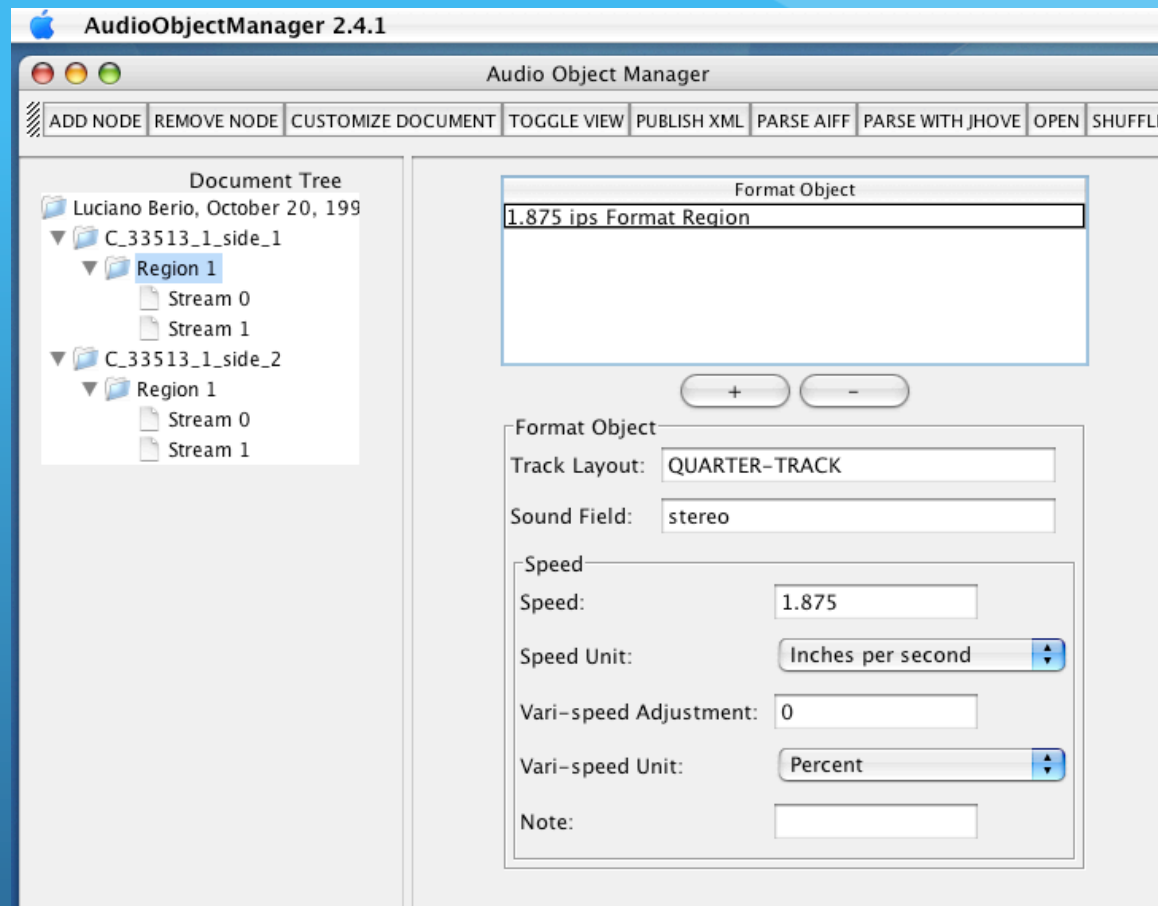 AudioObjectManager 2.4.1
Audio Object Manager
ADD NODE REMOVE NODE CUSTOMIZE DOCUMENT TOGGLE VIEW PUBLISH XML PARSE AIFF PARSE WITH JHOVE OPEN SHUFFL
Document Tree
Luciano Berio, October 20, 199
C_33513_1_side_1
Region 1
Stream 0
Stream 1
C_33513_1_side_2
Region 1
Stream 0
Stream 1
Format Object
1.875 ips Format Region
+ -
Format Object
Track Layout: QUARTER-TRACK
Sound Field: stereo
Speed
Speed: 1.875
Speed Unit: Inches per second
Vari-speed Adjustment: 0
Vari-speed Unit: Percent
Note: